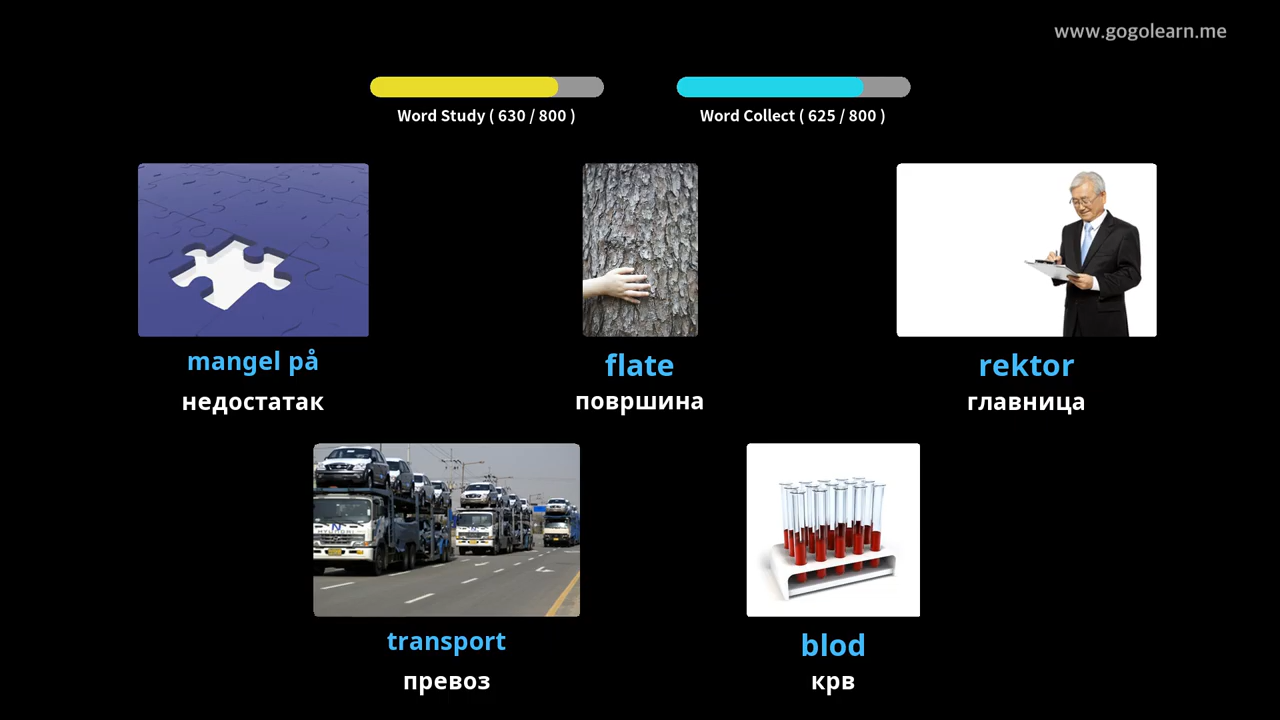 www.gogolearn.me
Word Study ( 630 / 800 )
Word Collect ( 625 / 800 )
mangel på
недостатак
flate
површина
rektor
главница
transport
превоз
blod
крв